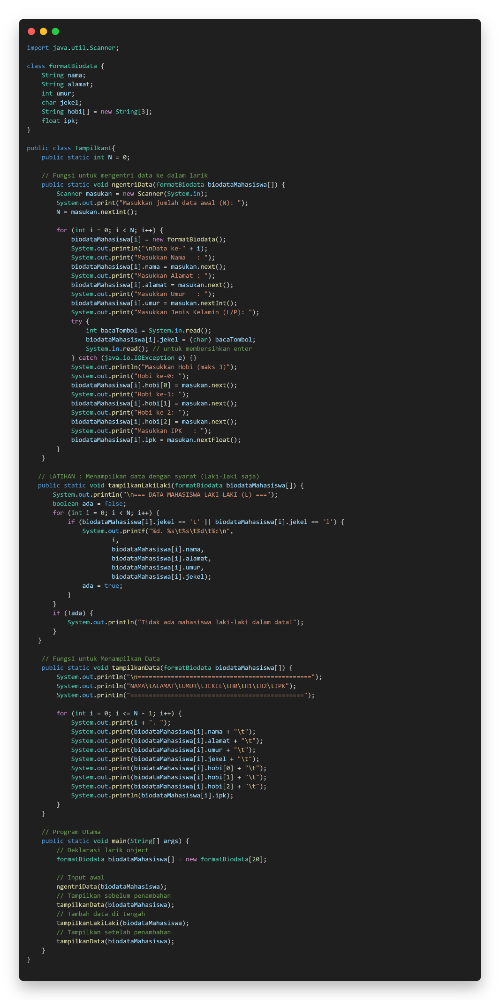 import java.util.Scanner;

class formatBiodata {
    String nama;
    String alamat;
    int umur;
    char jekel;
    String hobi[] = new String[3];
    float ipk;
}

public class TampilkanL{
    public static int N = 0;

    // Fungsi untuk mengentri data ke dalam larik
    public static void ngentriData(formatBiodata biodataMahasiswa[]) {
        Scanner masukan = new Scanner(System.in);
        System.out.print("Masukkan jumlah data awal (N): ");
        N = masukan.nextInt();

        for (int i = 0; i < N; i++) {
            biodataMahasiswa[i] = new formatBiodata();
            System.out.println("\nData ke-" + i);
            System.out.print("Masukkan Nama   : ");
            biodataMahasiswa[i].nama = masukan.next();
            System.out.print("Masukkan Alamat : ");
            biodataMahasiswa[i].alamat = masukan.next();
            System.out.print("Masukkan Umur   : ");
            biodataMahasiswa[i].umur = masukan.nextInt();
            System.out.print("Masukkan Jenis Kelamin (L/P): ");
            try {
                int bacaTombol = System.in.read();
                biodataMahasiswa[i].jekel = (char) bacaTombol;
                System.in.read(); // untuk membersihkan enter
            } catch (java.io.IOException e) {}
            System.out.println("Masukkan Hobi (maks 3)");
            System.out.print("Hobi ke-0: ");
            biodataMahasiswa[i].hobi[0] = masukan.next();
            System.out.print("Hobi ke-1: ");
            biodataMahasiswa[i].hobi[1] = masukan.next();
            System.out.print("Hobi ke-2: ");
            biodataMahasiswa[i].hobi[2] = masukan.next();
            System.out.print("Masukkan IPK   : ");
            biodataMahasiswa[i].ipk = masukan.nextFloat();
        }
    }

   // LATIHAN : Menampilkan data dengan syarat (Laki-laki saja)
   public static void tampilkanLakiLaki(formatBiodata biodataMahasiswa[]) {
       System.out.println("\n=== DATA MAHASISWA LAKI-LAKI (L) ===");
       boolean ada = false;
       for (int i = 0; i < N; i++) {
           if (biodataMahasiswa[i].jekel == 'L' || biodataMahasiswa[i].jekel == 'l') {
               System.out.printf("%d. %s\t%s\t%d\t%c\n",
                       i,
                       biodataMahasiswa[i].nama,
                       biodataMahasiswa[i].alamat,
                       biodataMahasiswa[i].umur,
                       biodataMahasiswa[i].jekel);
               ada = true;
           }
       }
       if (!ada) {
           System.out.println("Tidak ada mahasiswa laki-laki dalam data!");
       }
   }

    // Fungsi untuk Menampilkan Data
    public static void tampilkanData(formatBiodata biodataMahasiswa[]) {
        System.out.println("\n===============================================");
        System.out.println("NAMA\tALAMAT\tUMUR\tJEKEL\tH0\tH1\tH2\tIPK");
        System.out.println("===============================================");

        for (int i = 0; i <= N - 1; i++) {
            System.out.print(i + ". ");
            System.out.print(biodataMahasiswa[i].nama + "\t");
            System.out.print(biodataMahasiswa[i].alamat + "\t");
            System.out.print(biodataMahasiswa[i].umur + "\t");
            System.out.print(biodataMahasiswa[i].jekel + "\t");
            System.out.print(biodataMahasiswa[i].hobi[0] + "\t");
            System.out.print(biodataMahasiswa[i].hobi[1] + "\t");
            System.out.print(biodataMahasiswa[i].hobi[2] + "\t");
            System.out.println(biodataMahasiswa[i].ipk);
        }
    }

    // Program Utama
    public static void main(String[] args) {
        // Deklarasi larik object
        formatBiodata biodataMahasiswa[] = new formatBiodata[20];

        // Input awal
        ngentriData(biodataMahasiswa);
        // Tampilkan sebelum penambahan
        tampilkanData(biodataMahasiswa);
        // Tambah data di tengah
        tampilkanLakiLaki(biodataMahasiswa);
        // Tampilkan setelah penambahan
        tampilkanData(biodataMahasiswa);
    }
}